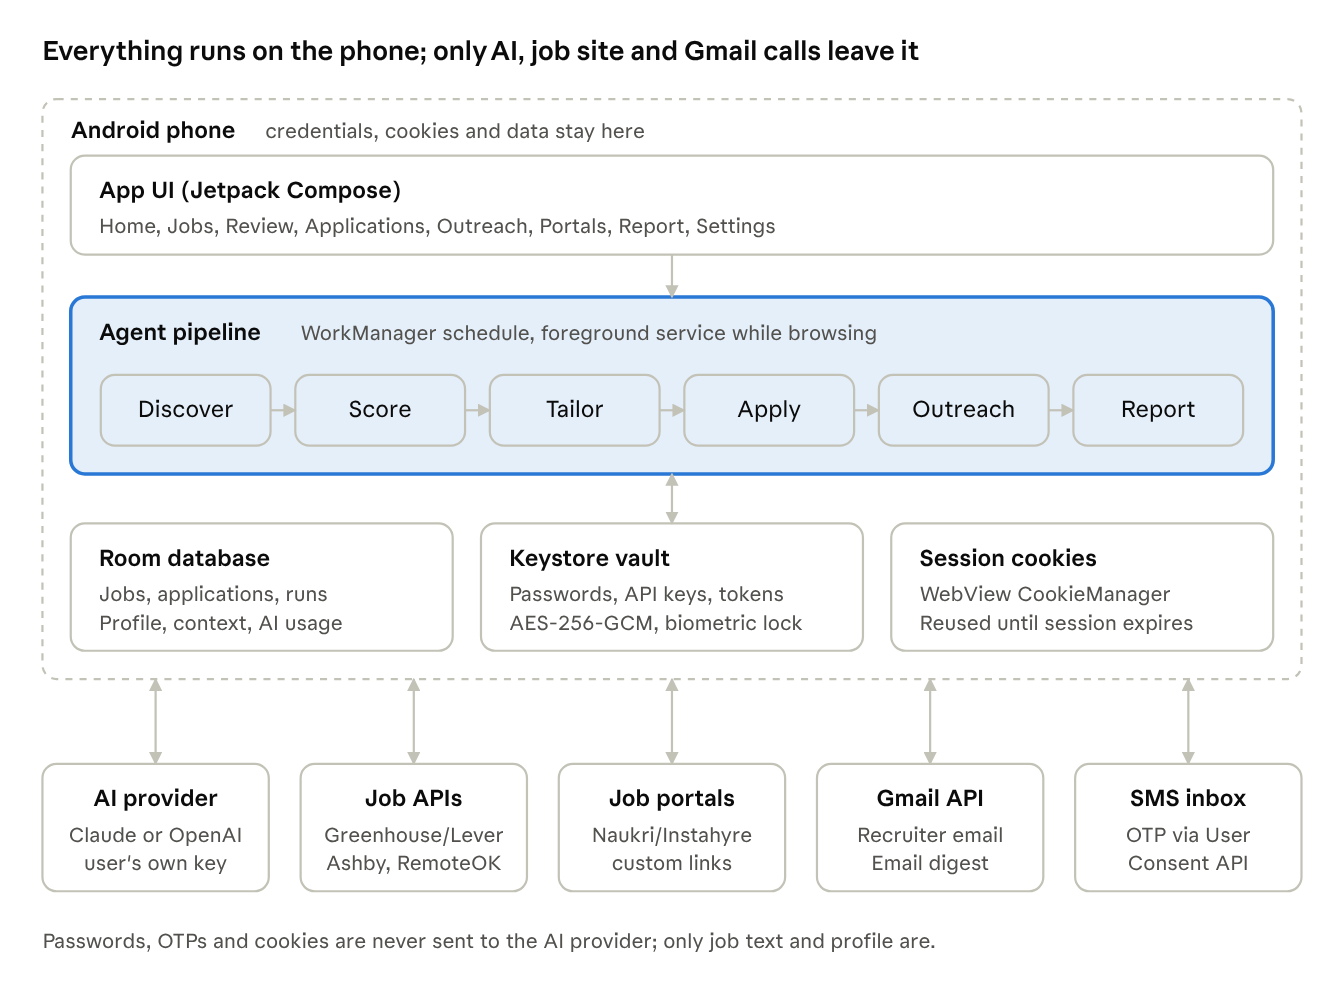 Everything runs on the phone; only AI, job site and Gmail calls leave it
Android phone credentials, cookies and data stay here
App UI (Jetpack Compose)
Home, Jobs, Review, Applications, Outreach, Portals, Report, Settings
Agent pipeline WorkManager schedule, foreground service while browsing
Discover Score Tailor Apply Outreach Report
Room database
Jobs, applications, runs
Profile, context, AI usage
Keystore vault
Passwords, API keys, tokens
AES-256-GCM, biometric lock
Session cookies
WebView CookieManager
Reused until session expires
AI provider
Claude or OpenAI
user's own key
Job APIs
Greenhouse/Lever
Ashby, RemoteOK
Job portals
Naukri/Instahyre
custom links
Gmail API
Recruiter email
Email digest
SMS inbox
OTP via User
Consent API
Passwords, OTPs and cookies are never sent to the AI provider; only job text and profile are.